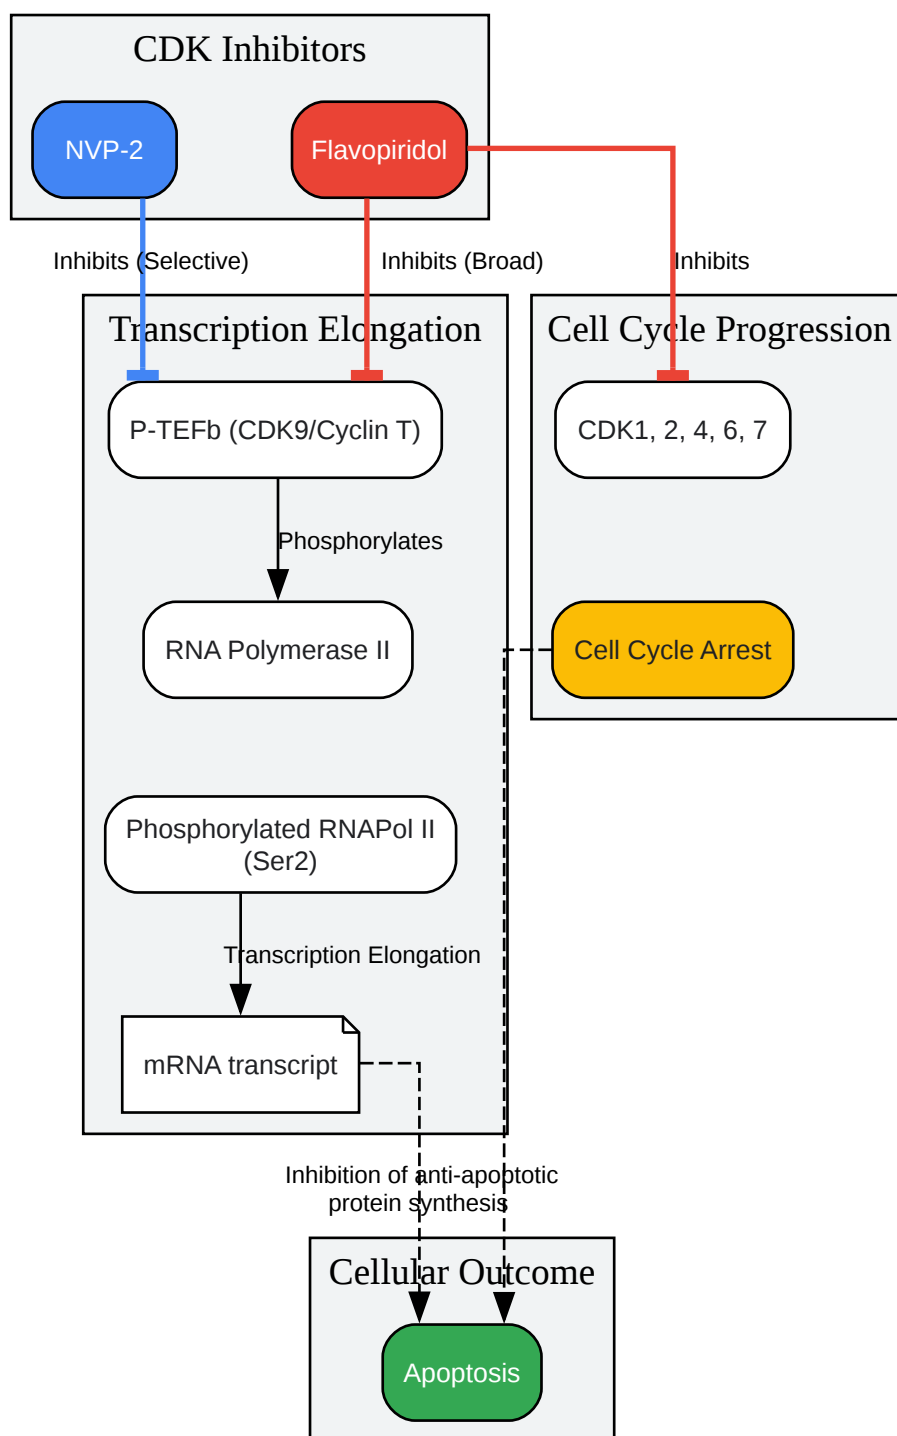 CDK Inhibitors
NVP-2
Flavopiridol
Inhibits (Selective)
Inhibits (Broad)
Inhibits
Transcription Elongation
Cell Cycle Progression
P-TEFb (CDK9/Cyclin T)
CDK1, 2, 4, 6, 7
Phosphorylates
RNA Polymerase II
Cell Cycle Arrest
Phosphorylated RNAPol II
(Ser2)
Transcription Elongation
mRNA transcript
Inhibition of anti-apoptotic
protein synthesis
Cellular Outcome
Apoptosis